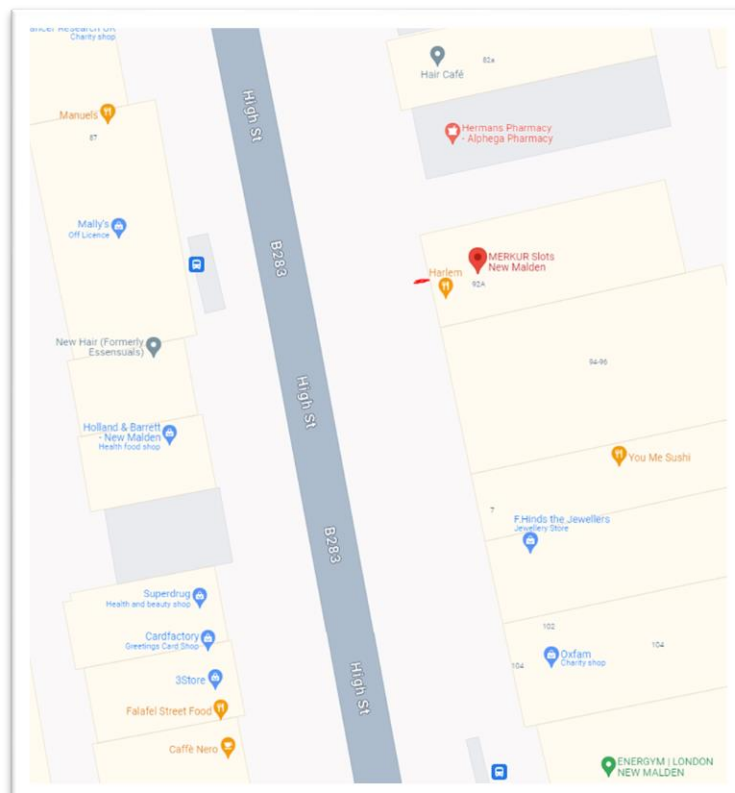 ancer Research UK
Charity shop
Hair Café
82a
Manuels
87
Hermans Pharmacy
- Alphega Pharmacy
High St
Mally's
Off Licence
B283
MERKUR Slots
New Malden
Harlem
92A
New Hair (Formerly
Essensuals)
94-96
High St
Holland & Barrett
- New Malden
Health food shop
You Me Sushi
7
F.Hinds the Jewellers
Jewellery Store
B283
Superdrug
Health and beauty shop
102
Cardfactory
Greetings Card Shop
104
Oxfam
Charity shop
104
3Store
High St
Falafel Street Food
Caffè Nero
ENERGYM | LONDON
NEW MALDEN